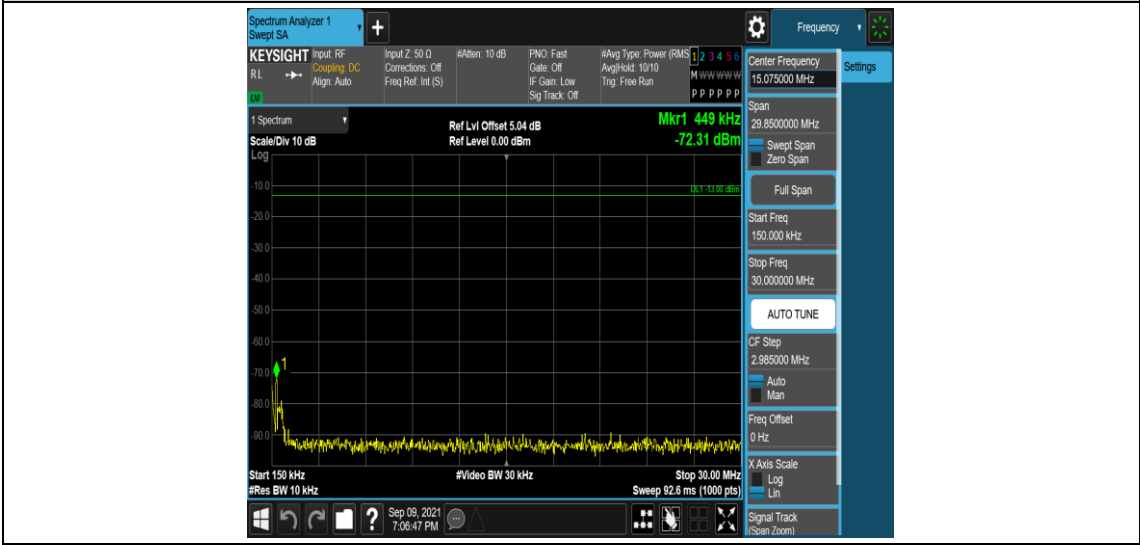 Spectrum Analyzer 1
Swept SA
+
Frequency
KEYSIGHT
RL
Input: RF
Coupling: DC
Align: Auto
Input Z: 50 Ω
Corrections: Off
Freq Ref: Int (S)
#Atten: 10 dB
PNO: Fast
Gate: Off
IF Gain: Low
Sig Track: Off
#Avg Type: Power (RMS
Avg|Hold: 10/10
Trig: Free Run
1 2 3 4 5 6
M W W W W W
P P P P P P
1 Spectrum
Scale/Div 10 dB
Log
Ref Lvl Offset 5.04 dB
Ref Level 0.00 dBm
Mkr1 449 kHz
-72.31 dBm
DL1 -13.00 dBm
-10.0
-20.0
-30.0
-40.0
-50.0
-60.0
-70.0
-80.0
-90.0
1
Start 150 kHz
#Res BW 10 kHz
#Video BW 30 kHz
Stop 30.00 MHz
Sweep 92.6 ms (1000 pts)
?
Sep 09, 2021
7:06:47 PM
Center Frequency
15.075000 MHz
Span
29.8500000 MHz
Swept Span
Zero Span
Full Span
Start Freq
150.000 kHz
Stop Freq
30.000000 MHz
AUTO TUNE
CF Step
2.985000 MHz
Auto
Man
Freq Offset
0 Hz
X Axis Scale
Log
Lin
Signal Track
(Span Zoom)
Settings